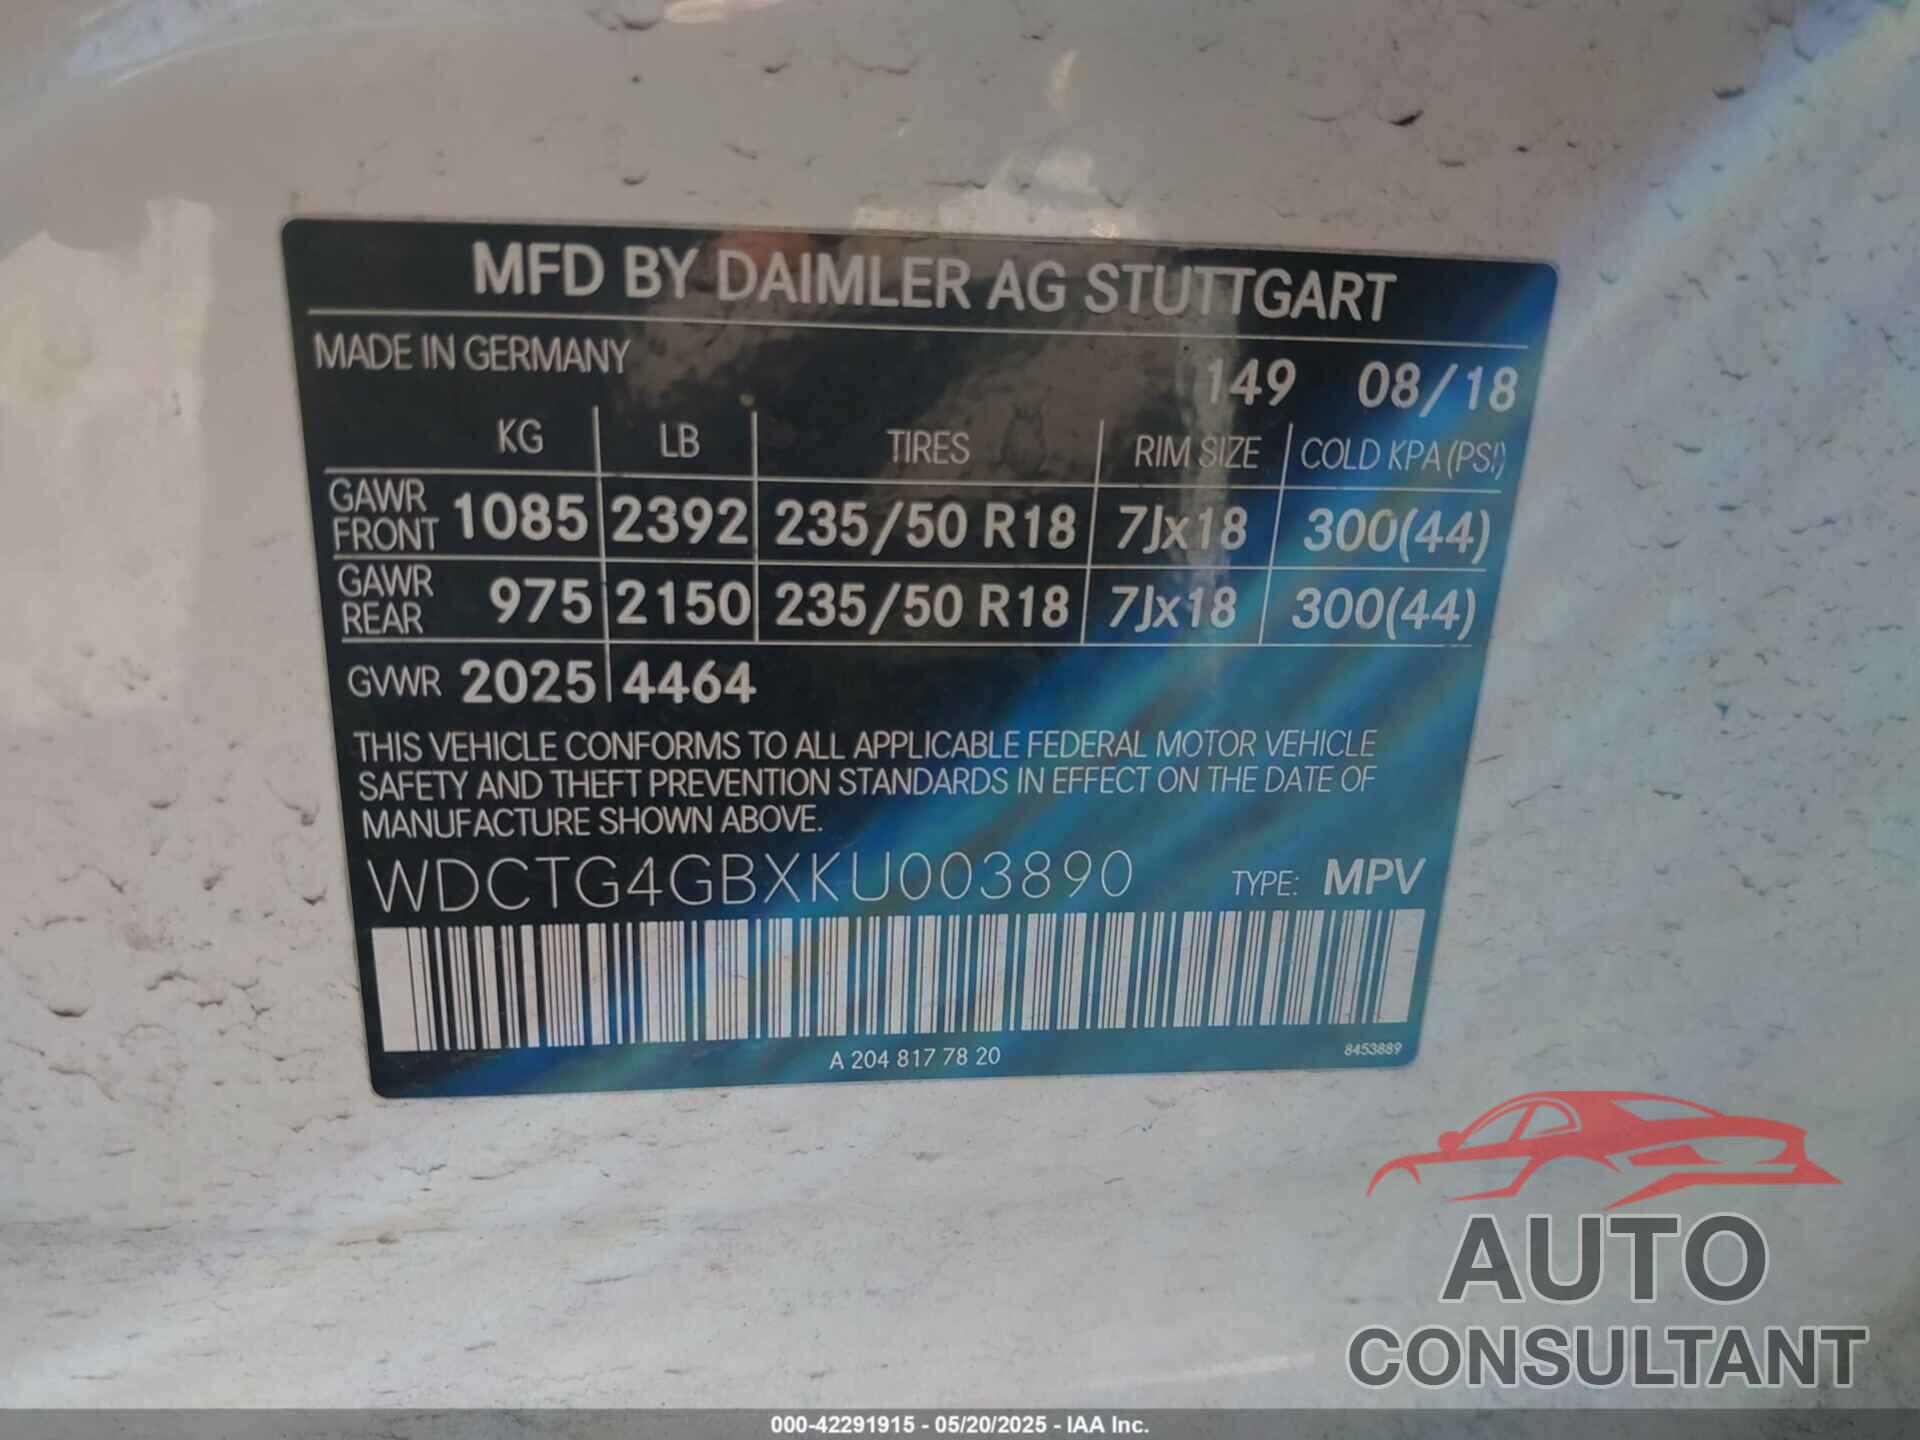 MFD BY DAIMLER AG STUTTGART
MADE IN GERMANY
149 08/18
KG LB TIRES RIM SIZE COLD KPA (PSI)
GAWR FRONT 1085 2392 235/50 R18 7Jx18 300(44)
GAWR REAR 975 2150 235/50 R18 7Jx18 300(44)
GVWR 2025 4464
THIS VEHICLE CONFORMS TO ALL APPLICABLE FEDERAL MOTOR VEHICLE
SAFETY AND THEFT PREVENTION STANDARDS IN EFFECT ON THE DATE OF
MANUFACTURE SHOWN ABOVE.
WDCTG4GBXKU003890 TYPE: MPV
A 204 817 78 20 8453889
AUTO
CONSULTANT
000-42291915 - 05/20/2025 - IAA Inc.